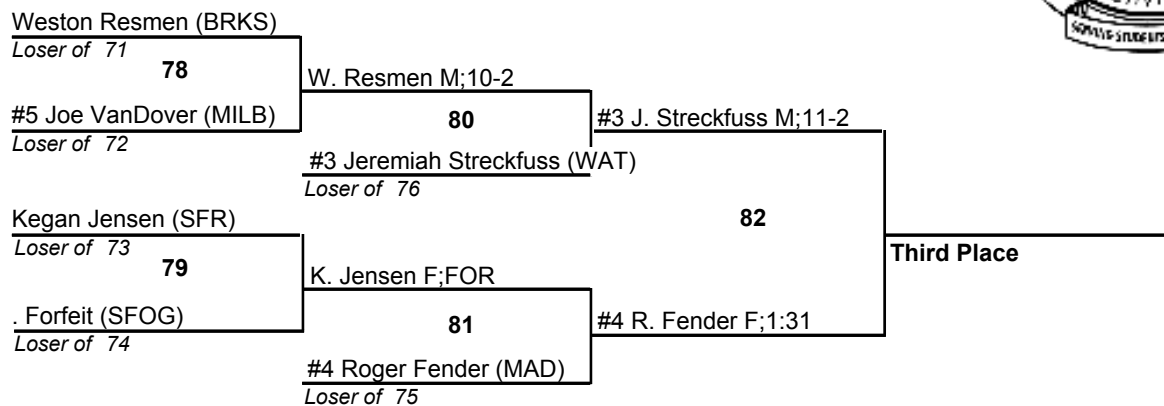 Weston Resmen (BRKS)
Loser of 71
78
W. Resmen M;10-2
#5 Joe VanDover (MILB)
Loser of 72
80
#3 J. Streckfuss M;11-2
#3 Jeremiah Streckfuss (WAT)
Loser of 76
Kegan Jensen (SFR)
Loser of 73
82
79
Third Place
K. Jensen F;FOR
. Forfeit (SFOG)
Loser of 74
81
#4 R. Fender F;1:31
#4 Roger Fender (MAD)
Loser of 75
SERVING STUDENTS